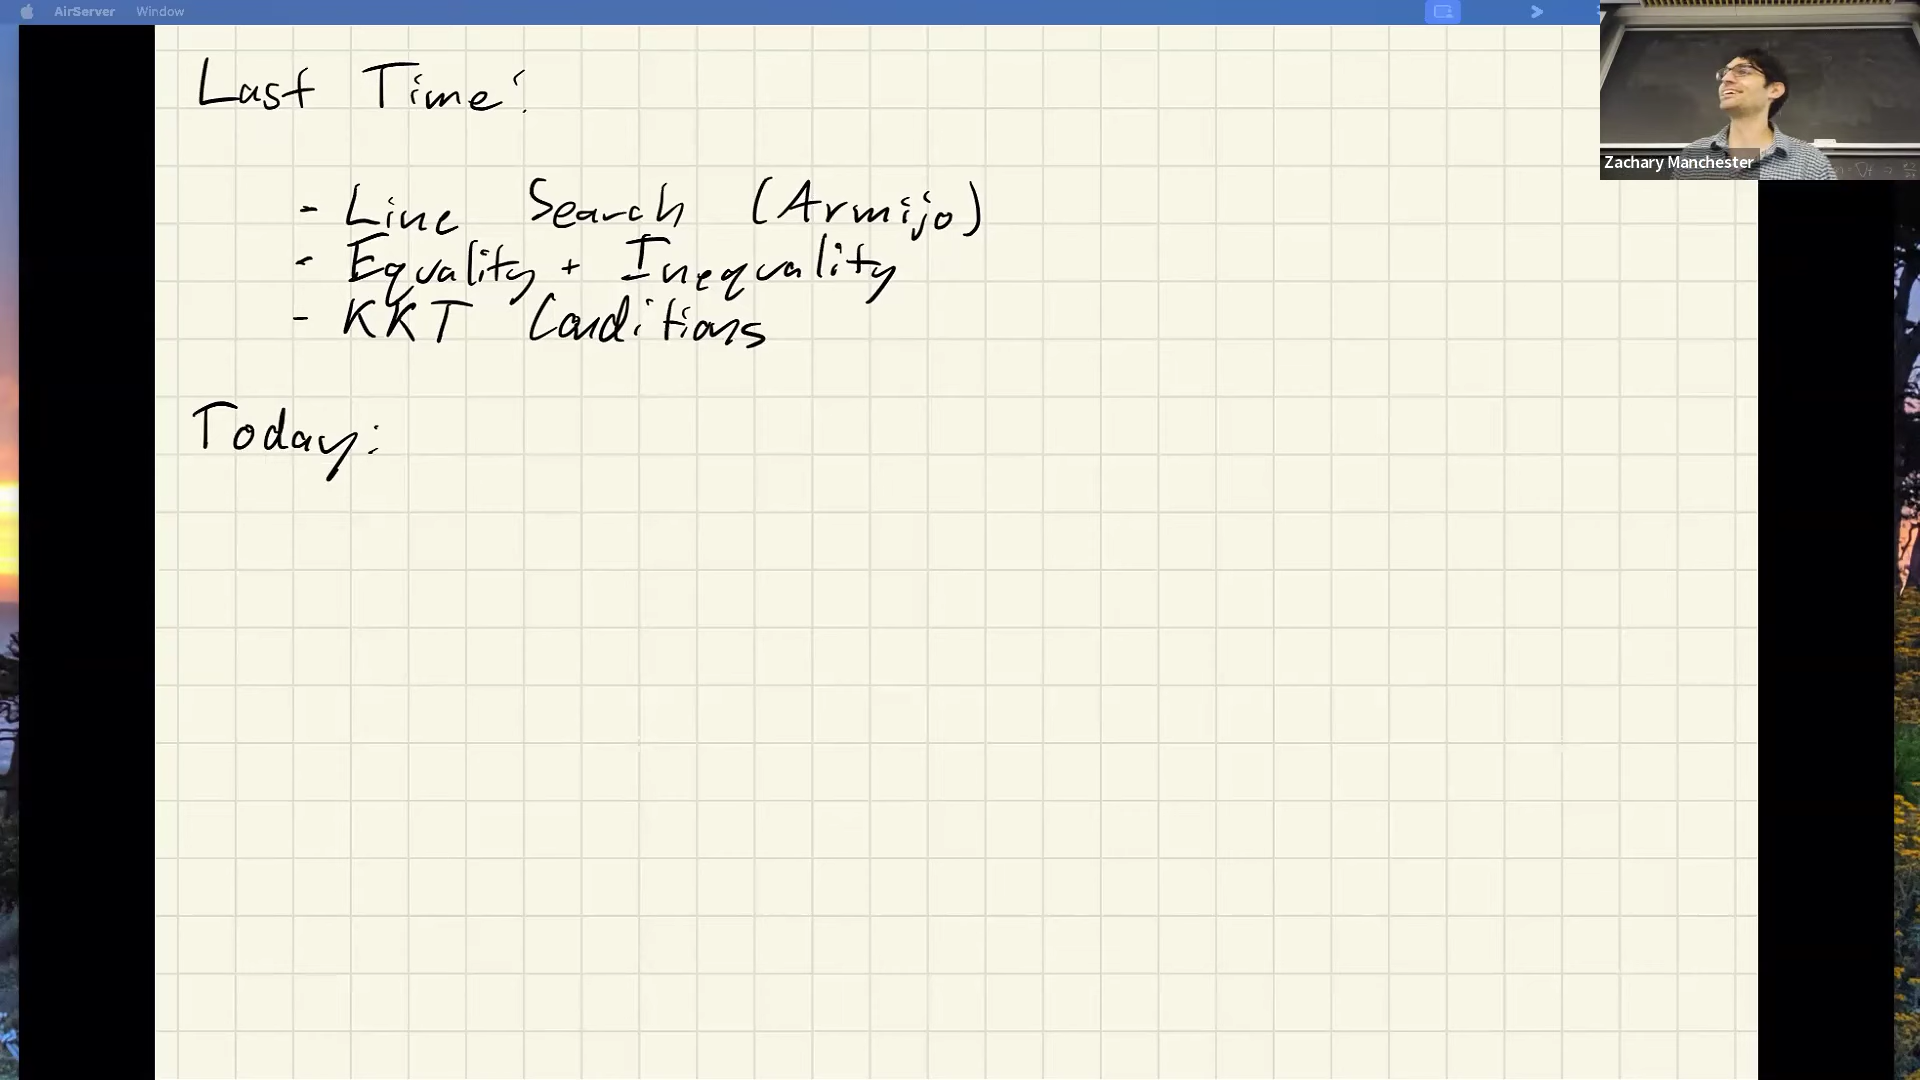 AirServer Window
Last Time:
Zachary Manchester
- Line Search (Armijo)
- Equality + Inequality
- KKT Conditions
Today: